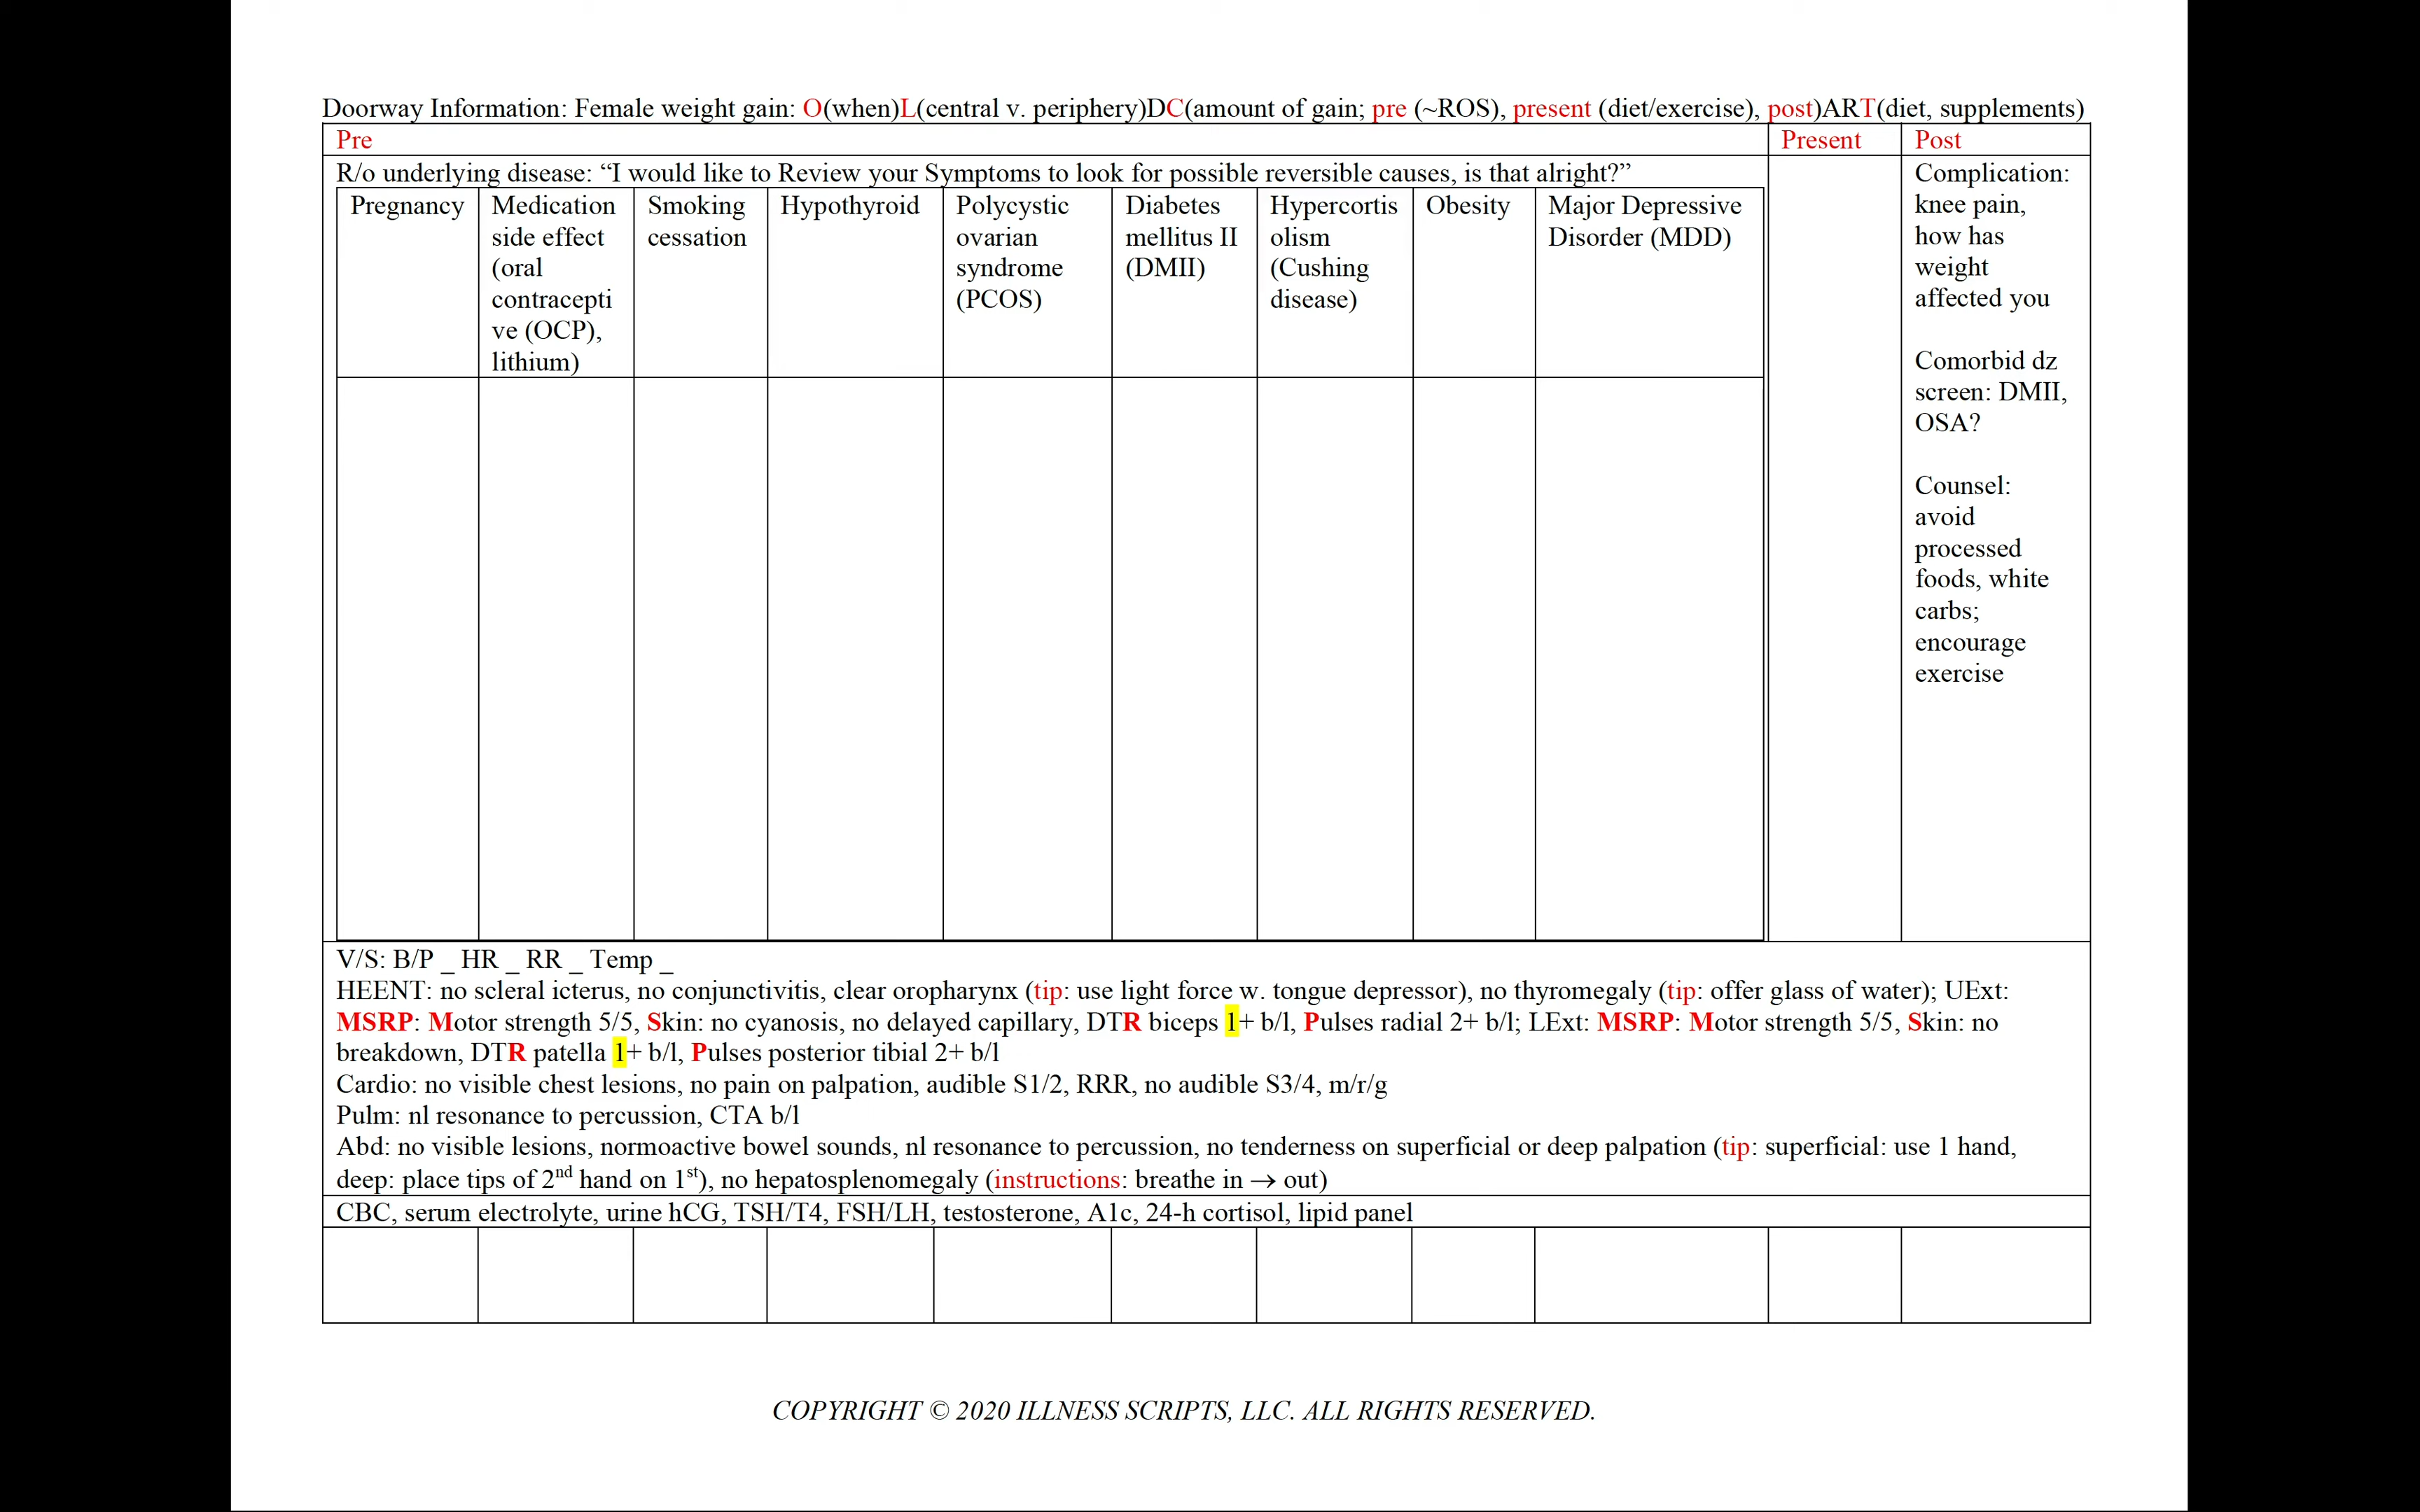 Doorway Information: Female weight gain: O(when)L(central v. periphery)DC(amount of gain; pre (~ROS), present (diet/exercise), post)ART(diet, supplements)
Pre
Present
Post
R/o underlying disease: “I would like to Review your Symptoms to look for possible reversible causes, is that alright?”
Pregnancy
Medication
side effect
(oral
contracepti
ve (OCP),
lithium)
Smoking
cessation
Hypothyroid
Polycystic
ovarian
syndrome
(PCOS)
Diabetes
mellitus II
(DMII)
Hypercortis
olism
(Cushing
disease)
Obesity
Major Depressive
Disorder (MDD)
Complication:
knee pain,
how has
weight
affected you
Comorbid dz
screen: DMII,
OSA?
Counsel:
avoid
processed
foods, white
carbs;
encourage
exercise
V/S: B/P _ HR _ RR _ Temp _
HEENT: no scleral icterus, no conjunctivitis, clear oropharynx (tip: use light force w. tongue depressor), no thyromegaly (tip: offer glass of water); UExt:
MSRP: Motor strength 5/5, Skin: no cyanosis, no delayed capillary, DTR biceps 1+ b/l, Pulses radial 2+ b/l; LExt: MSRP: Motor strength 5/5, Skin: no
breakdown, DTR patella 1+ b/l, Pulses posterior tibial 2+ b/l
Cardio: no visible chest lesions, no pain on palpation, audible S1/2, RRR, no audible S3/4, m/r/g
Pulm: nl resonance to percussion, CTA b/l
Abd: no visible lesions, normoactive bowel sounds, nl resonance to percussion, no tenderness on superficial or deep palpation (tip: superficial: use 1 hand,
deep: place tips of 2nd hand on 1st), no hepatosplenomegaly (instructions: breathe in → out)
CBC, serum electrolyte, urine hCG, TSH/T4, FSH/LH, testosterone, A1c, 24-h cortisol, lipid panel
COPYRIGHT © 2020 ILLNESS SCRIPTS, LLC. ALL RIGHTS RESERVED.